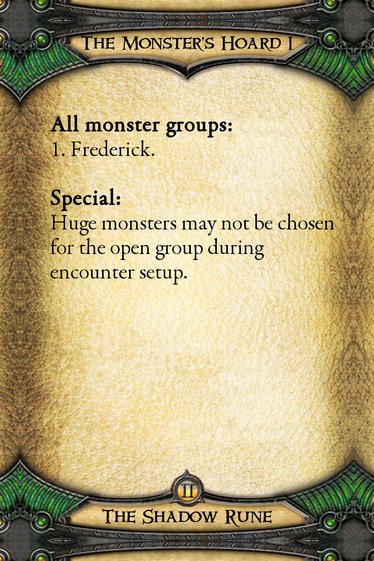 The Monster's Hoard I
All monster groups:
1. Frederick.
Special:
Huge monsters may not be chosen
for the open group during
encounter setup.
II
The Shadow Rune